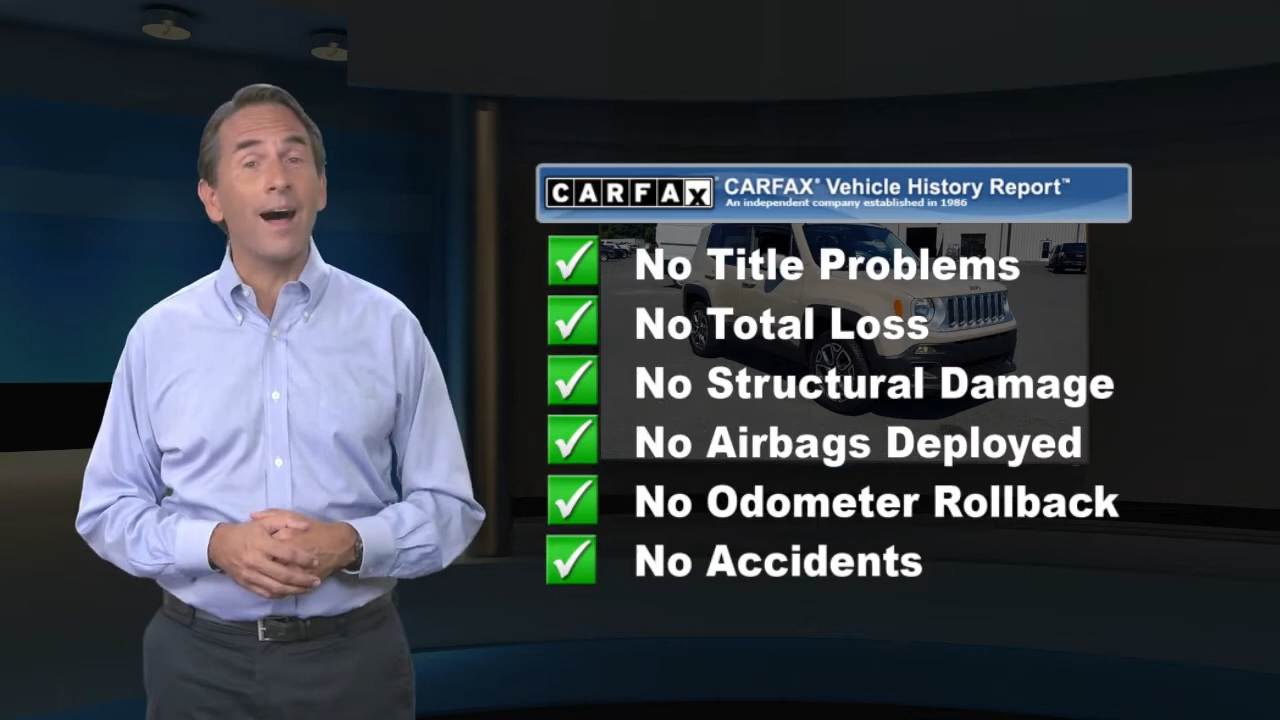 CARFAX® CARFAX® Vehicle History Report™
An independent company established in 1986
No Title Problems
No Total Loss
No Structural Damage
No Airbags Deployed
No Odometer Rollback
No Accidents